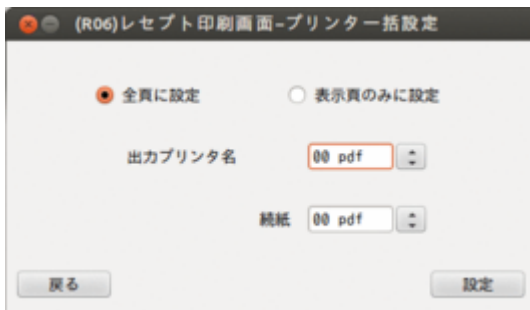 (R06)レセプト印刷画面-プリンター括設定
全頁に設定 表示頁のみに設定
出力プリンタ名 00 pdf
続紙 00 pdf
戻る 設定